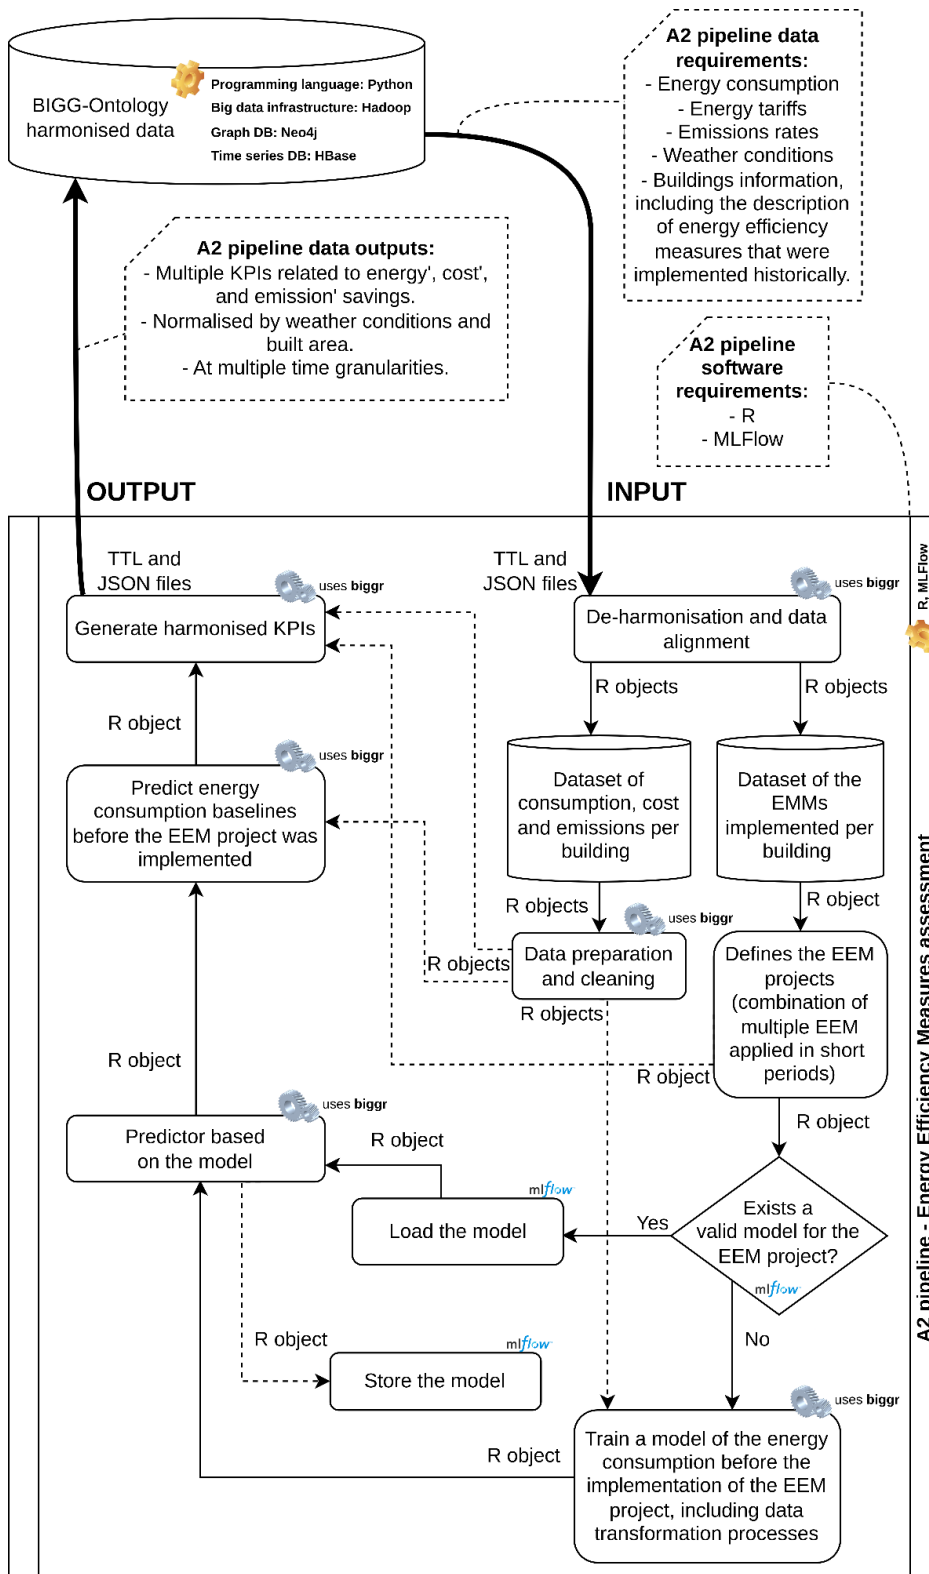 BIGG-Ontology
harmonised data
Programming language: Python
Big data infrastructure: Hadoop
Graph DB: Neo4j
Time series DB: HBase
A2 pipeline data
requirements:
- Energy consumption
- Energy tariffs
- Emissions rates
- Weather conditions
- Buildings information,
including the description
of energy efficiency
measures that were
implemented historically.
A2 pipeline data outputs:
- Multiple KPIs related to energy', cost',
and emission' savings.
- Normalised by weather conditions and
built area.
- At multiple time granularities.
A2 pipeline
software
requirements:
- R
- MLFlow
OUTPUT
INPUT
TTL and
JSON files
uses biggr
Generate harmonised KPIs
TTL and
JSON files
uses biggr
De-harmonisation and data
alignment
R, MLFlow
R objects
R objects
R object
uses biggr
Predict energy
consumption baselines
before the EEM project was
implemented
Dataset of
consumption, cost
and emissions per
building
Dataset of the
EMMs
implemented per
building
R objects
R object
uses biggr
Data preparation
and cleaning
R objects
R objects
Defines the EEM
projects
(combination of
multiple EEM
applied in short
periods)
R object
R object
R object
A2 pipeline - Energy Efficiency Measures assessment
uses biggr
Predictor based
on the model
R object
mlflow
Load the model
Yes
Exists a
valid model for the
EEM project?
mlflow
No
R object
mlflow
Store the model
uses biggr
R object
Train a model of the energy
consumption before the
implementation of the EEM
project, including data
transformation processes